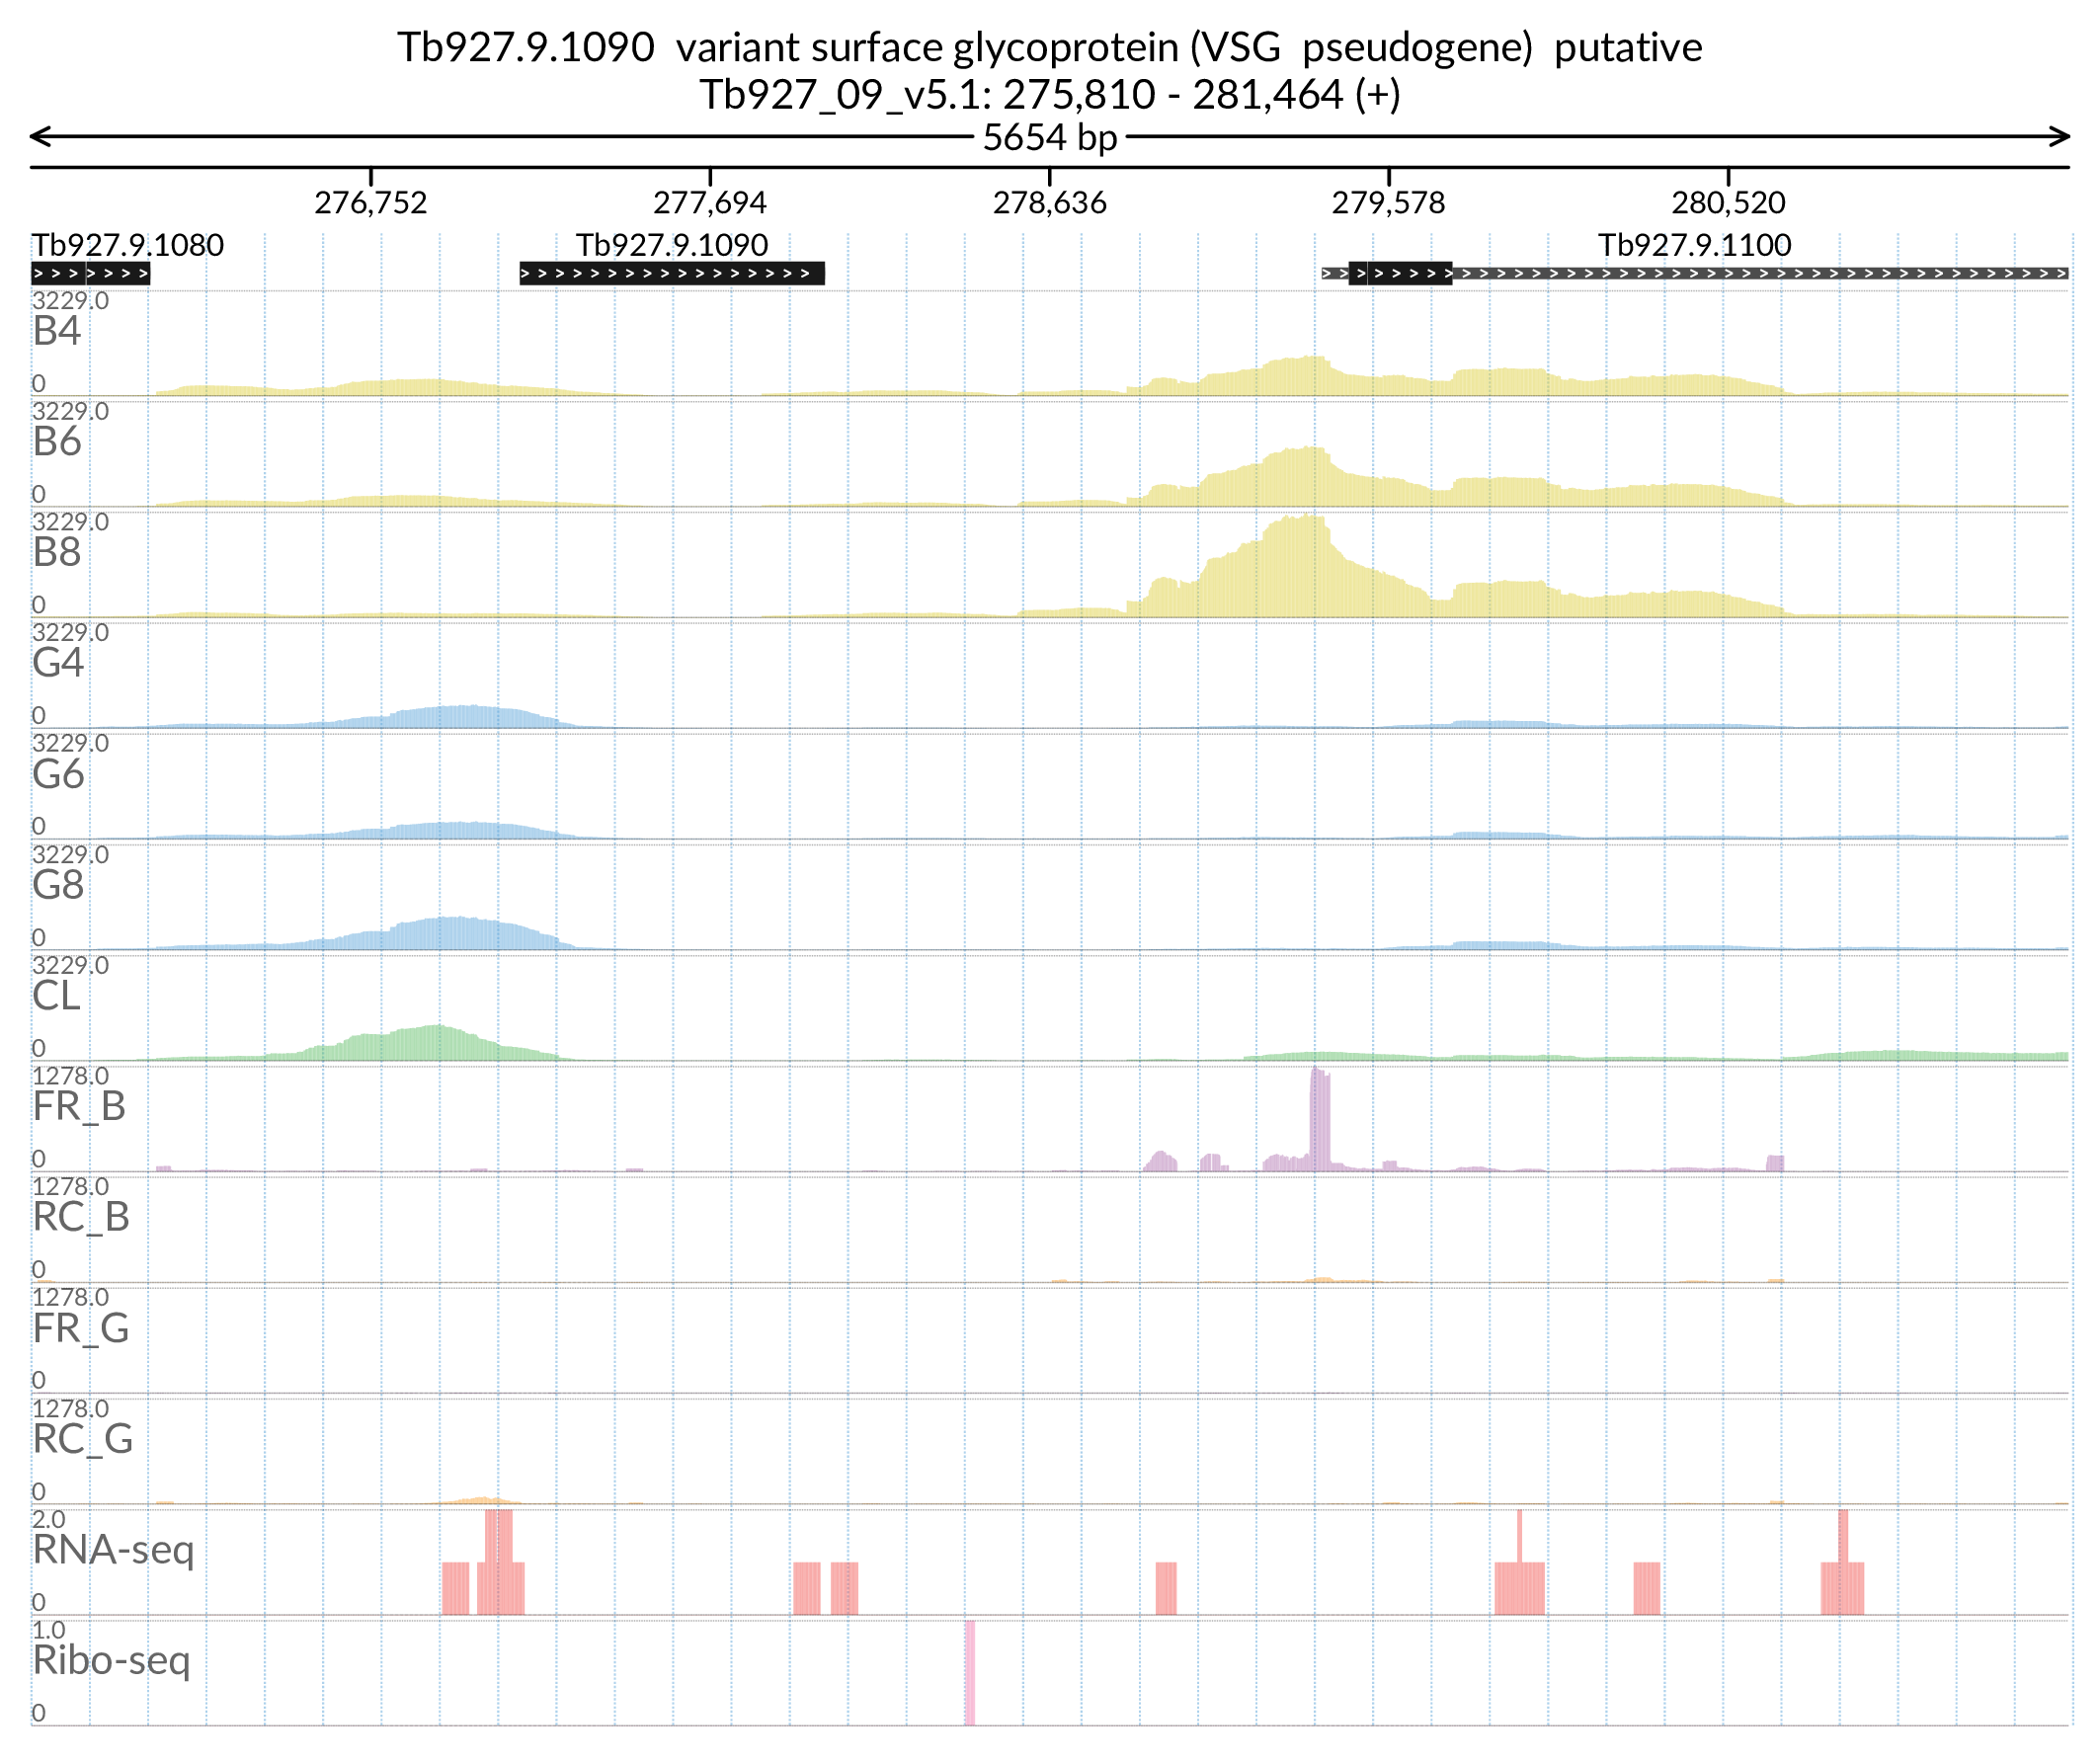 Tb927.9.1090  variant surface glycoprotein (VSG  pseudogene)  putative
Tb927_09_v5.1: 275,810 - 281,464 (+)
5654 bp
276,752 277,694 278,636 279,578 280,520
Tb927.9.1080 Tb927.9.1090 Tb927.9.1100
3229.0
B4
0
3229.0
B6
0
3229.0
B8
0
3229.0
G4
0
3229.0
G6
0
3229.0
G8
0
3229.0
CL
0
1278.0
FR_B
0
1278.0
RC_B
0
1278.0
FR_G
0
1278.0
RC_G
0
2.0
RNA-seq
0
1.0
Ribo-seq
0